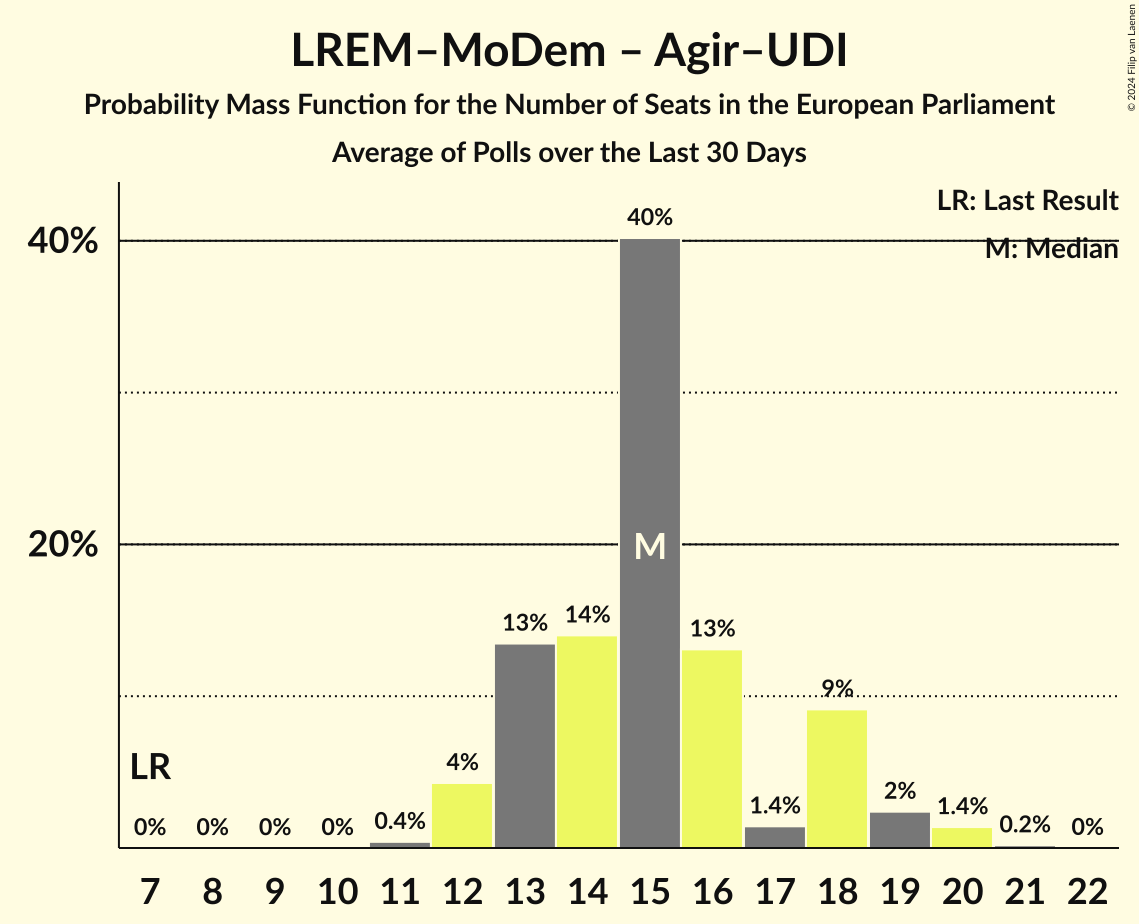 LREM–MoDem – Agir–UDI
Probability Mass Function for the Number of Seats in the European Parliament
Average of Polls over the Last 30 Days
© 2024 Filip van Laenen
LR: Last Result
M: Median
40%
20%
40%
M
13%
14%
13%
9%
4%
LR
0%
0%
0%
0%
0.4%
1.4%
2%
1.4%
0.2%
0%
7 8 9 10 11 12 13 14 15 16 17 18 19 20 21 22